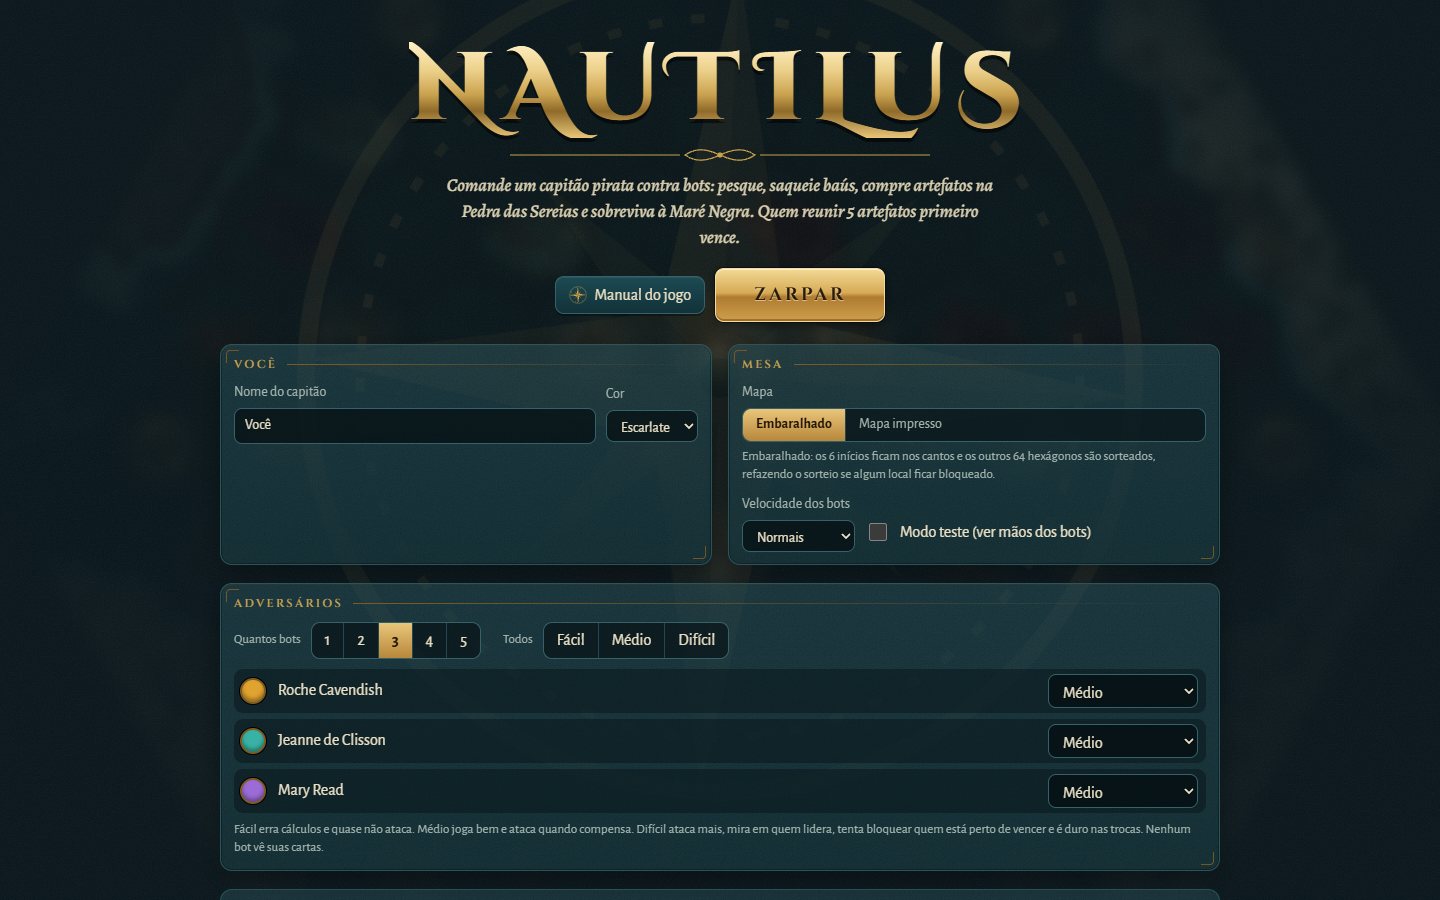 NAUTILUS
Comande um capitão pirata contra bots: pesque, saqueie baús, compre artefatos na
Pedra das Sereias e sobreviva à Maré Negra. Quem reunir 5 artefatos primeiro
vence.
Manual do jogo
ZARPAR
VOCÊ
Nome do capitão
Cor
Você
Escarlate
MESA
Mapa
Embaralhado
Mapa impresso
Embaralhado: os 6 inícios ficam nos cantos e os outros 64 hexágonos são sorteados,
refazendo o sorteio se algum local ficar bloqueado.
Velocidade dos bots
Normais
Modo teste (ver mãos dos bots)
ADVERSÁRIOS
Quantos bots 1 2 3 4 5 Todos Fácil Médio Difícil
Roche Cavendish Médio
Jeanne de Clisson Médio
Mary Read Médio
Fácil erra cálculos e quase não ataca. Médio joga bem e ataca quando compensa. Difícil ataca mais, mira em quem lidera, tenta bloquear quem está perto de vencer e é duro nas trocas. Nenhum
bot vê suas cartas.